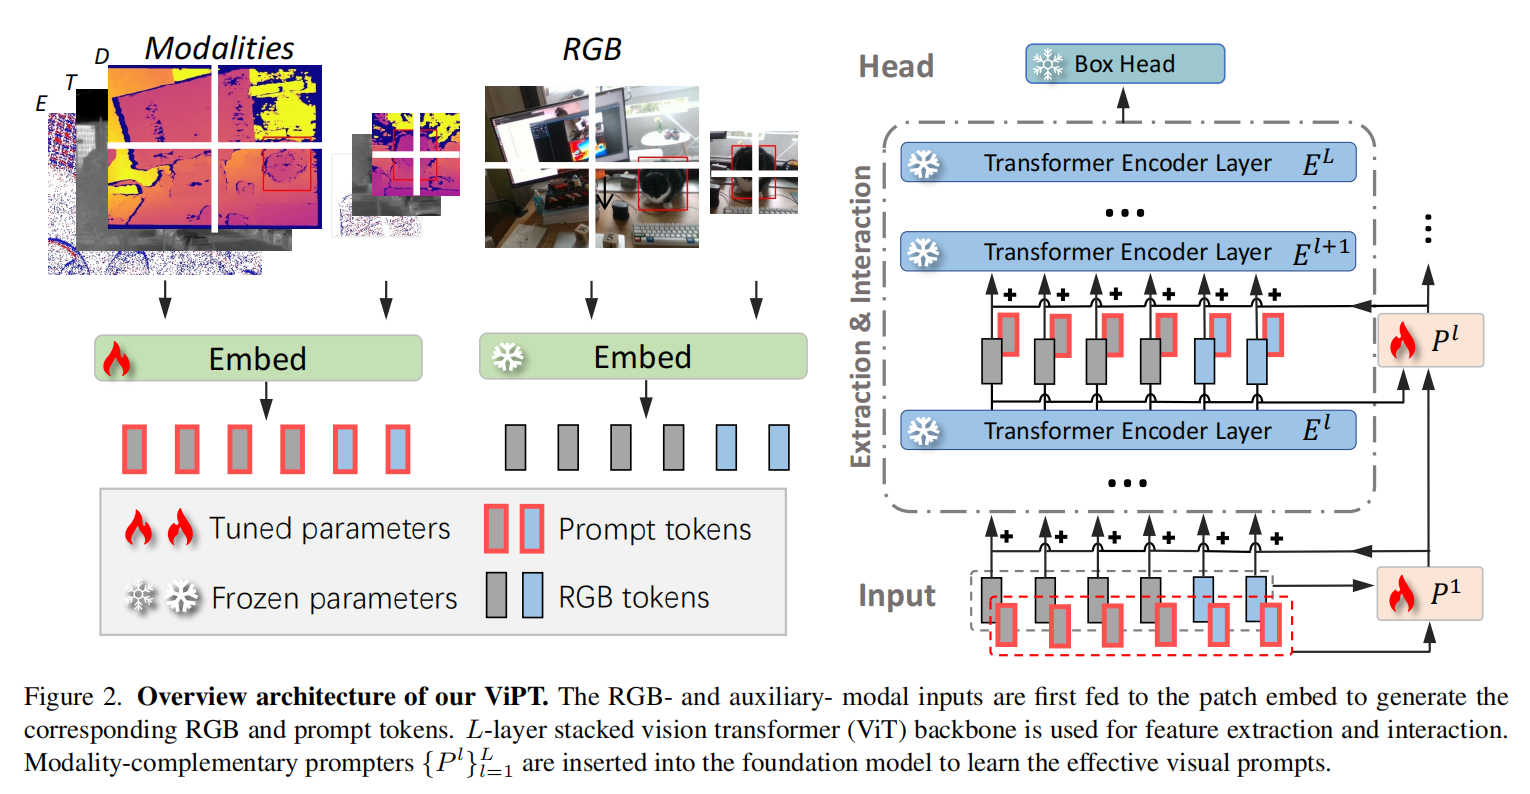 Modalities
D
T
E
RGB
Embed
Embed
Tuned parameters
Prompt tokens
Frozen parameters
RGB tokens
Head
Box Head
Extraction & Interaction
Transformer Encoder Layer E^L
...
Transformer Encoder Layer E^{l+1}
+ + + + + +
P^l
Transformer Encoder Layer E^l
...
+ + + + + +
Input
P^1
Figure 2. Overview architecture of our ViPT. The RGB- and auxiliary- modal inputs are first fed to the patch embed to generate the
corresponding RGB and prompt tokens. L-layer stacked vision transformer (ViT) backbone is used for feature extraction and interaction.
Modality-complementary prompters {P^l}_{l=1}^L are inserted into the foundation model to learn the effective visual prompts.